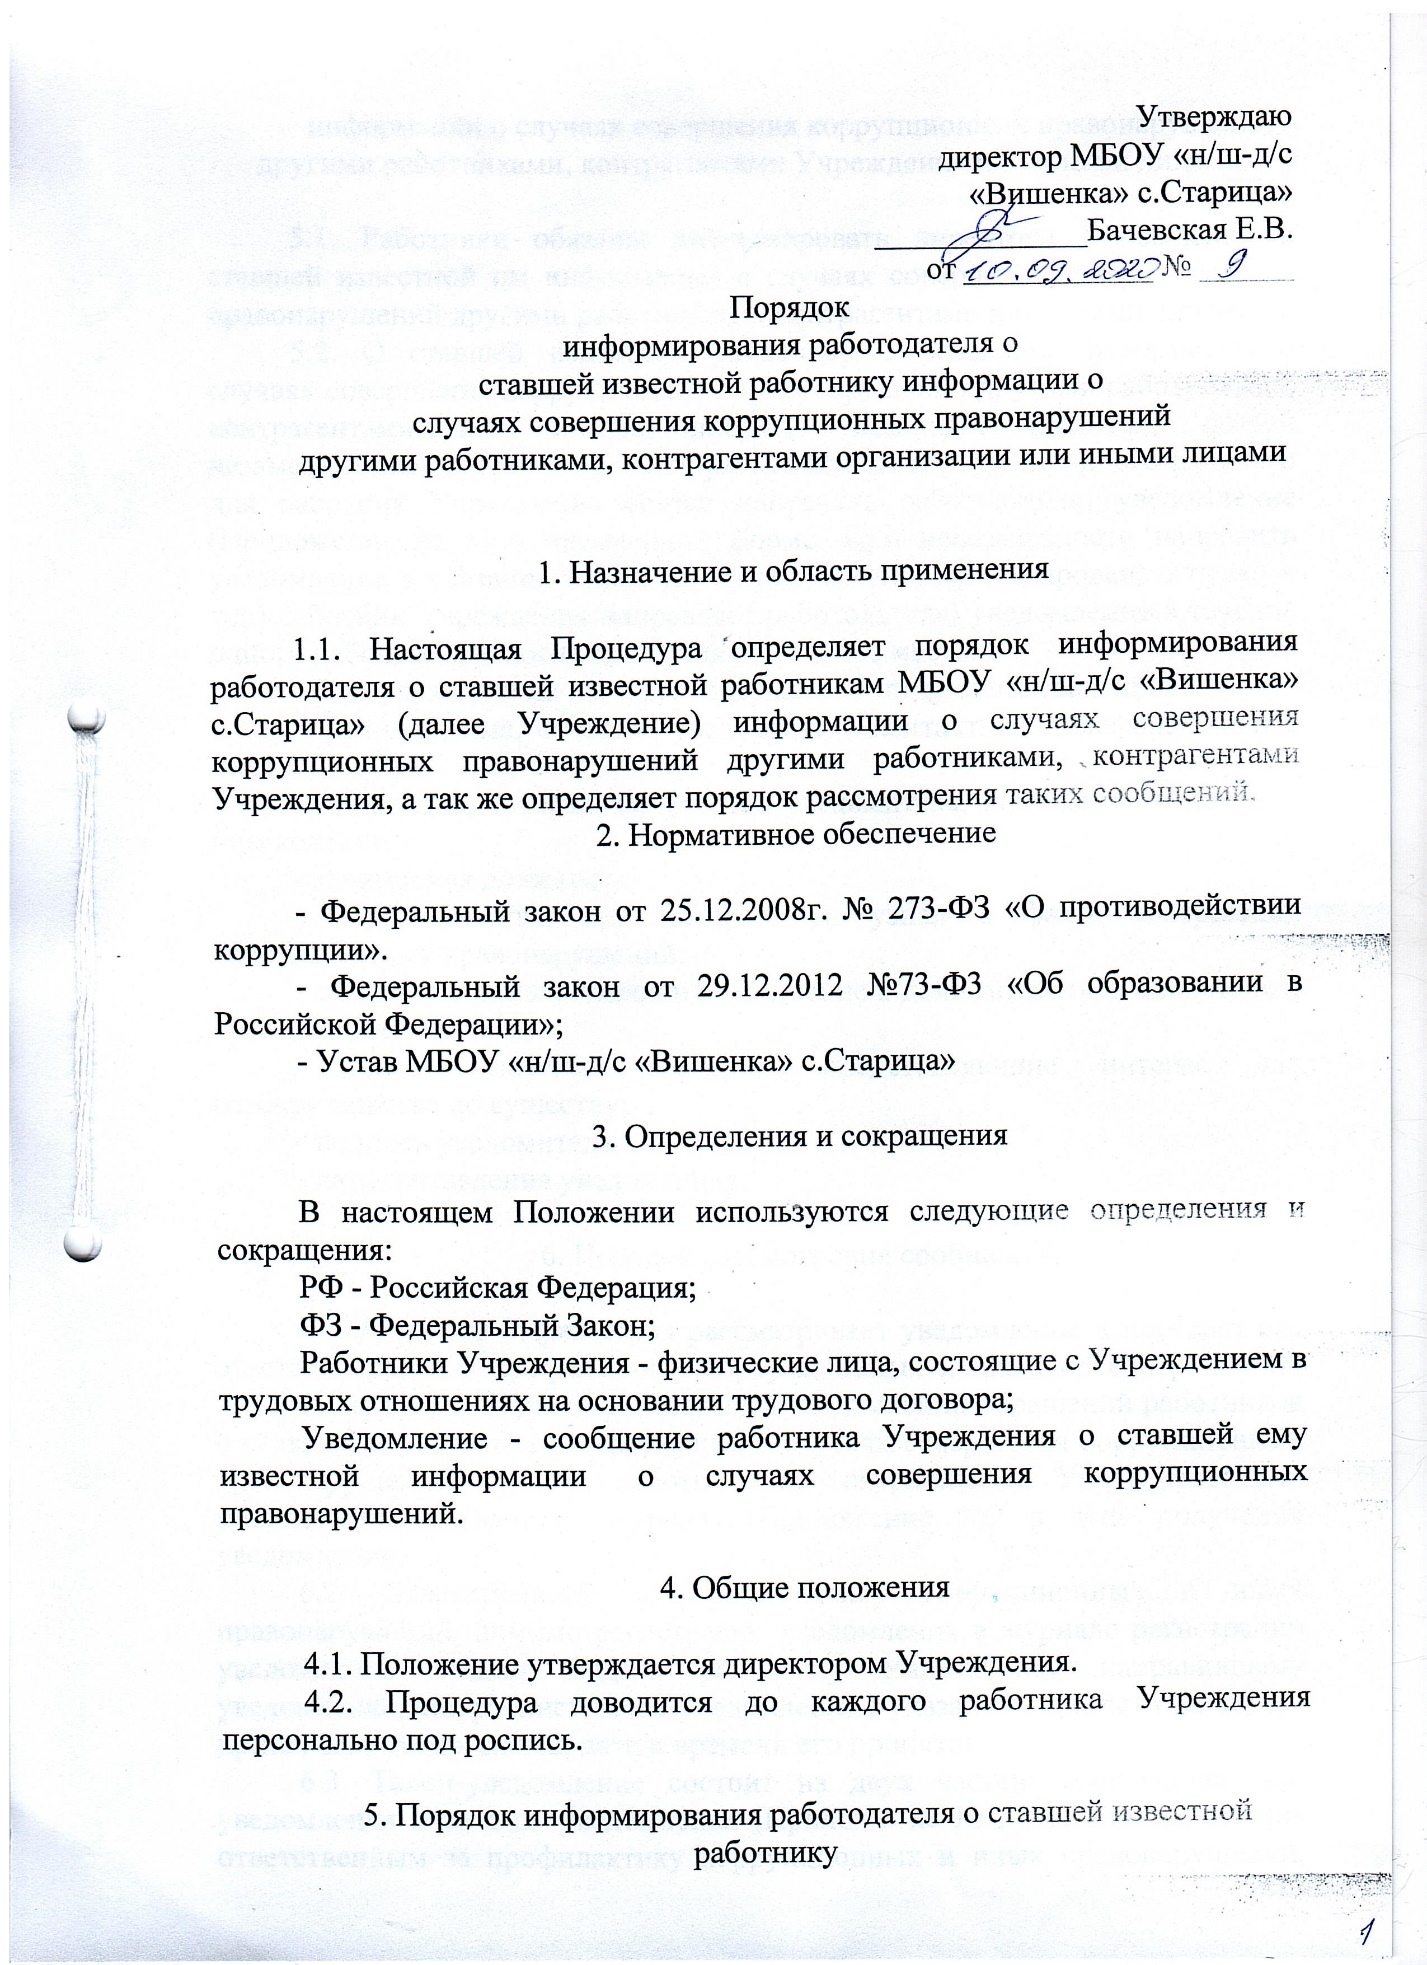 Утверждаю
директор МБОУ «н/ш-д/с
«Вишенка» с.Старица»
_____________Бачевская Е.В.
от 10.09.2020 № 9
Порядок
информирования работодателя о
ставшей известной работнику информации о
случаях совершения коррупционных правонарушений
другими работниками, контрагентами организации или иными лицами
1. Назначение и область применения
1.1. Настоящая Процедура определяет порядок информирования
работодателя о ставшей известной работникам МБОУ «н/ш-д/с «Вишенка»
с.Старица» (далее Учреждение) информации о случаях совершения
коррупционных правонарушений другими работниками, контрагентами
Учреждения, а так же определяет порядок рассмотрения таких сообщений.
2. Нормативное обеспечение
- Федеральный закон от 25.12.2008г. № 273-ФЗ «О противодействии
коррупции».
- Федеральный закон от 29.12.2012 №73-ФЗ «Об образовании в
Российской Федерации»;
- Устав МБОУ «н/ш-д/с «Вишенка» с.Старица»
3. Определения и сокращения
В настоящем Положении используются следующие определения и
сокращения:
РФ - Российская Федерация;
ФЗ - Федеральный Закон;
Работники Учреждения - физические лица, состоящие с Учреждением в
трудовых отношениях на основании трудового договора;
Уведомление - сообщение работника Учреждения о ставшей ему
известной информации о случаях совершения коррупционных
правонарушений.
4. Общие положения
4.1. Положение утверждается директором Учреждения.
4.2. Процедура доводится до каждого работника Учреждения
персонально под роспись.
5. Порядок информирования работодателя о ставшей известной
работнику
1